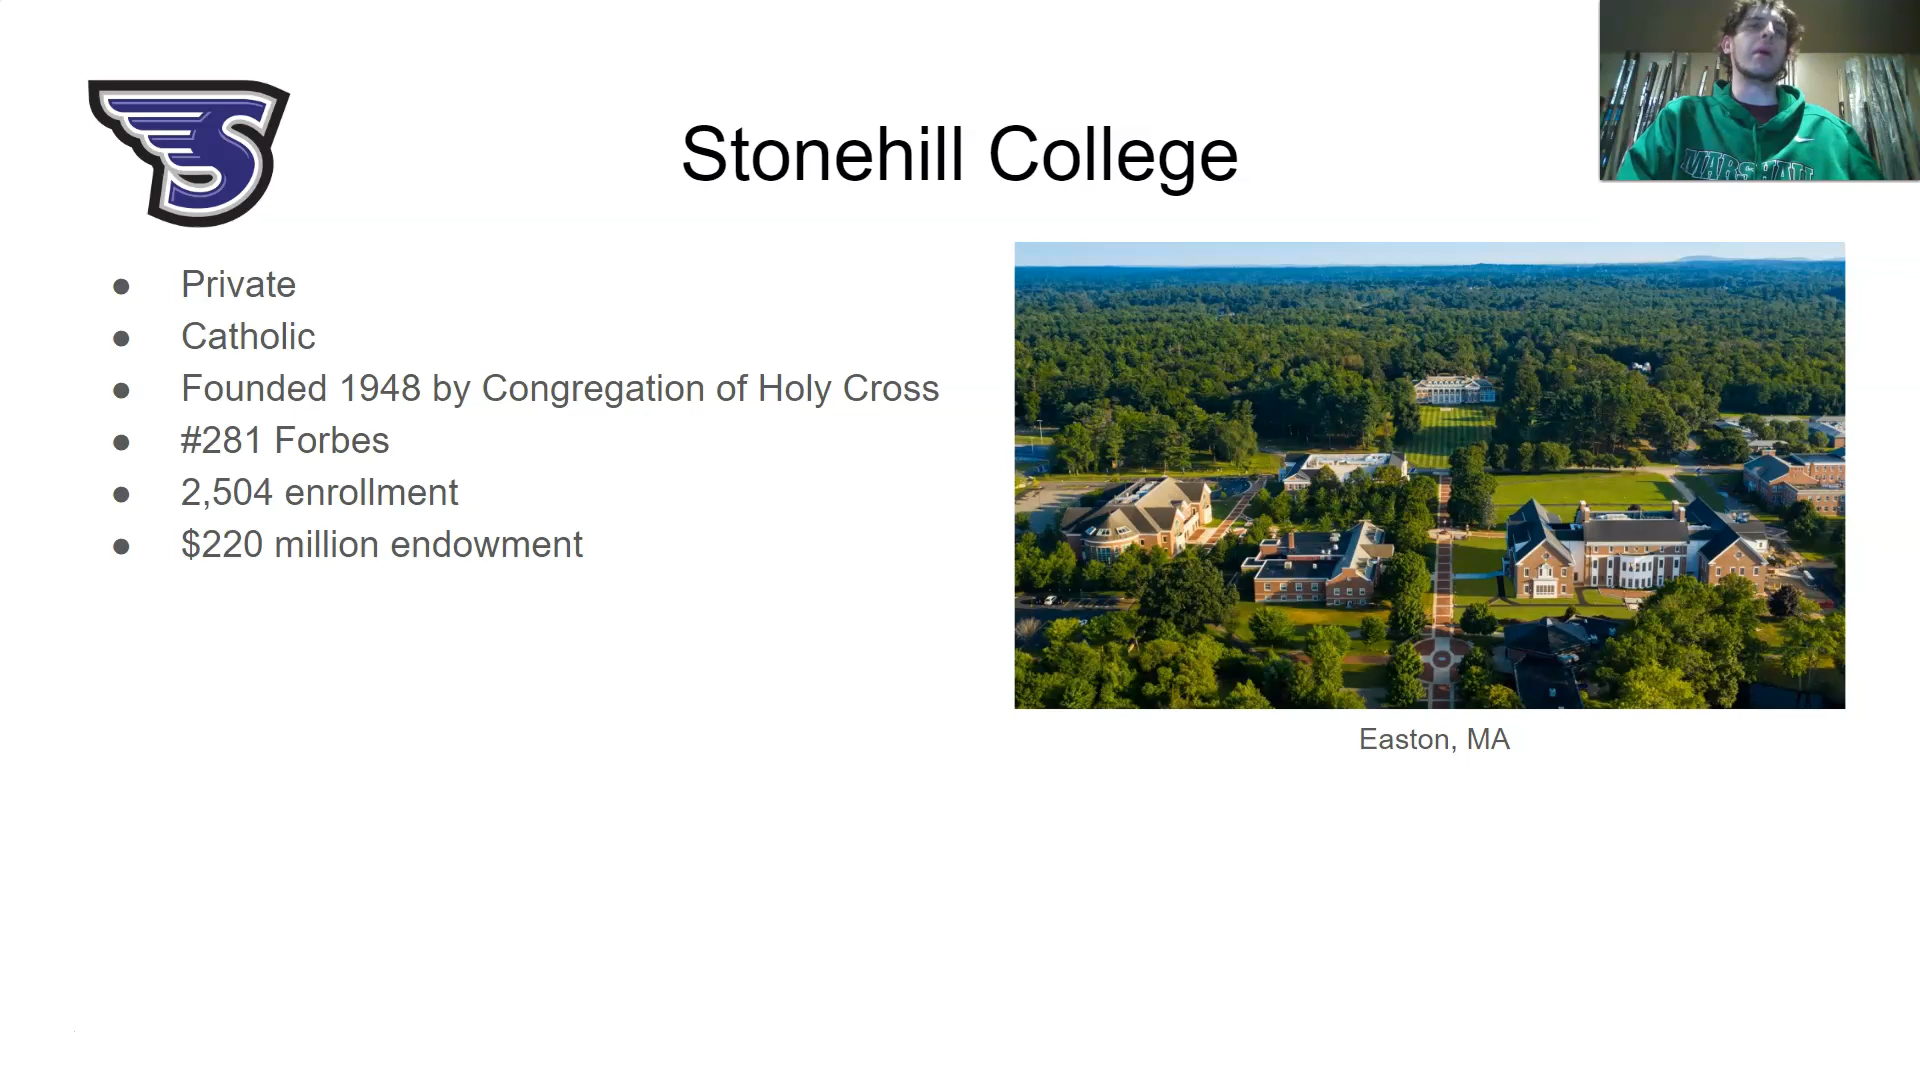 Stonehill College
● Private
● Catholic
● Founded 1948 by Congregation of Holy Cross
● #281 Forbes
● 2,504 enrollment
● $220 million endowment
Easton, MA
S
MARSHALL